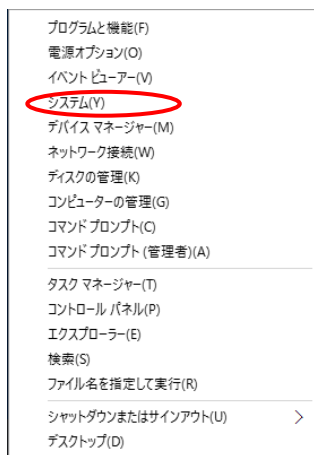 プログラムと機能(F)
電源オプション(O)
イベント ビューアー(V)
システム(Y)
デバイス マネージャー(M)
ネットワーク接続(W)
ディスクの管理(K)
コンピューターの管理(G)
コマンド プロンプト(C)
コマンド プロンプト (管理者)(A)
タスク マネージャー(T)
コントロール パネル(P)
エクスプローラー(E)
検索(S)
ファイル名を指定して実行(R)
シャットダウンまたはサインアウト(U)
デスクトップ(D)